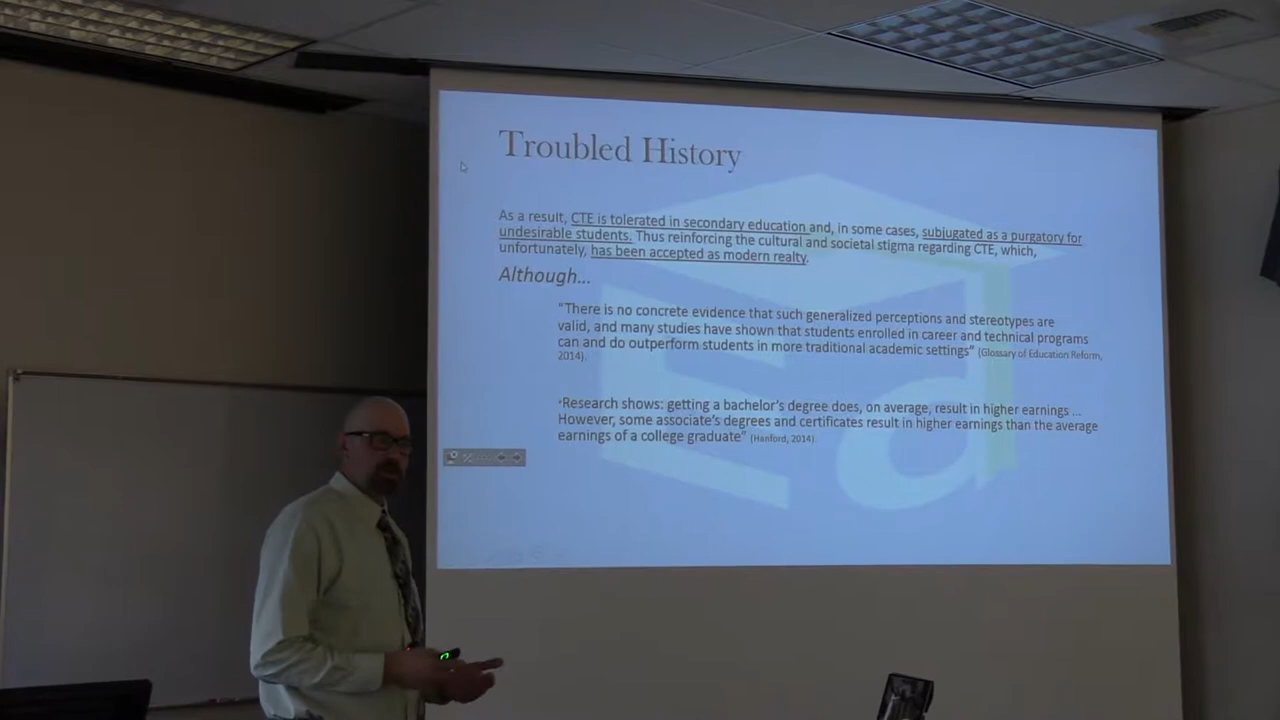 Troubled History
As a result, CTE is tolerated in secondary education and, in some cases, subjugated as a purgatory for
undesirable students. Thus reinforcing the cultural and societal stigma regarding CTE, which,
unfortunately, has been accepted as modern realty.
Although...
"There is no concrete evidence that such generalized perceptions and stereotypes are
valid, and many studies have shown that students enrolled in career and technical programs
can and do outperform students in more traditional academic settings" (Glossary of Education Reform,
2014).
"Research shows: getting a bachelor's degree does, on average, result in higher earnings ...
However, some associate's degrees and certificates result in higher earnings than the average
earnings of a college graduate" (Hanford, 2014).
Ed